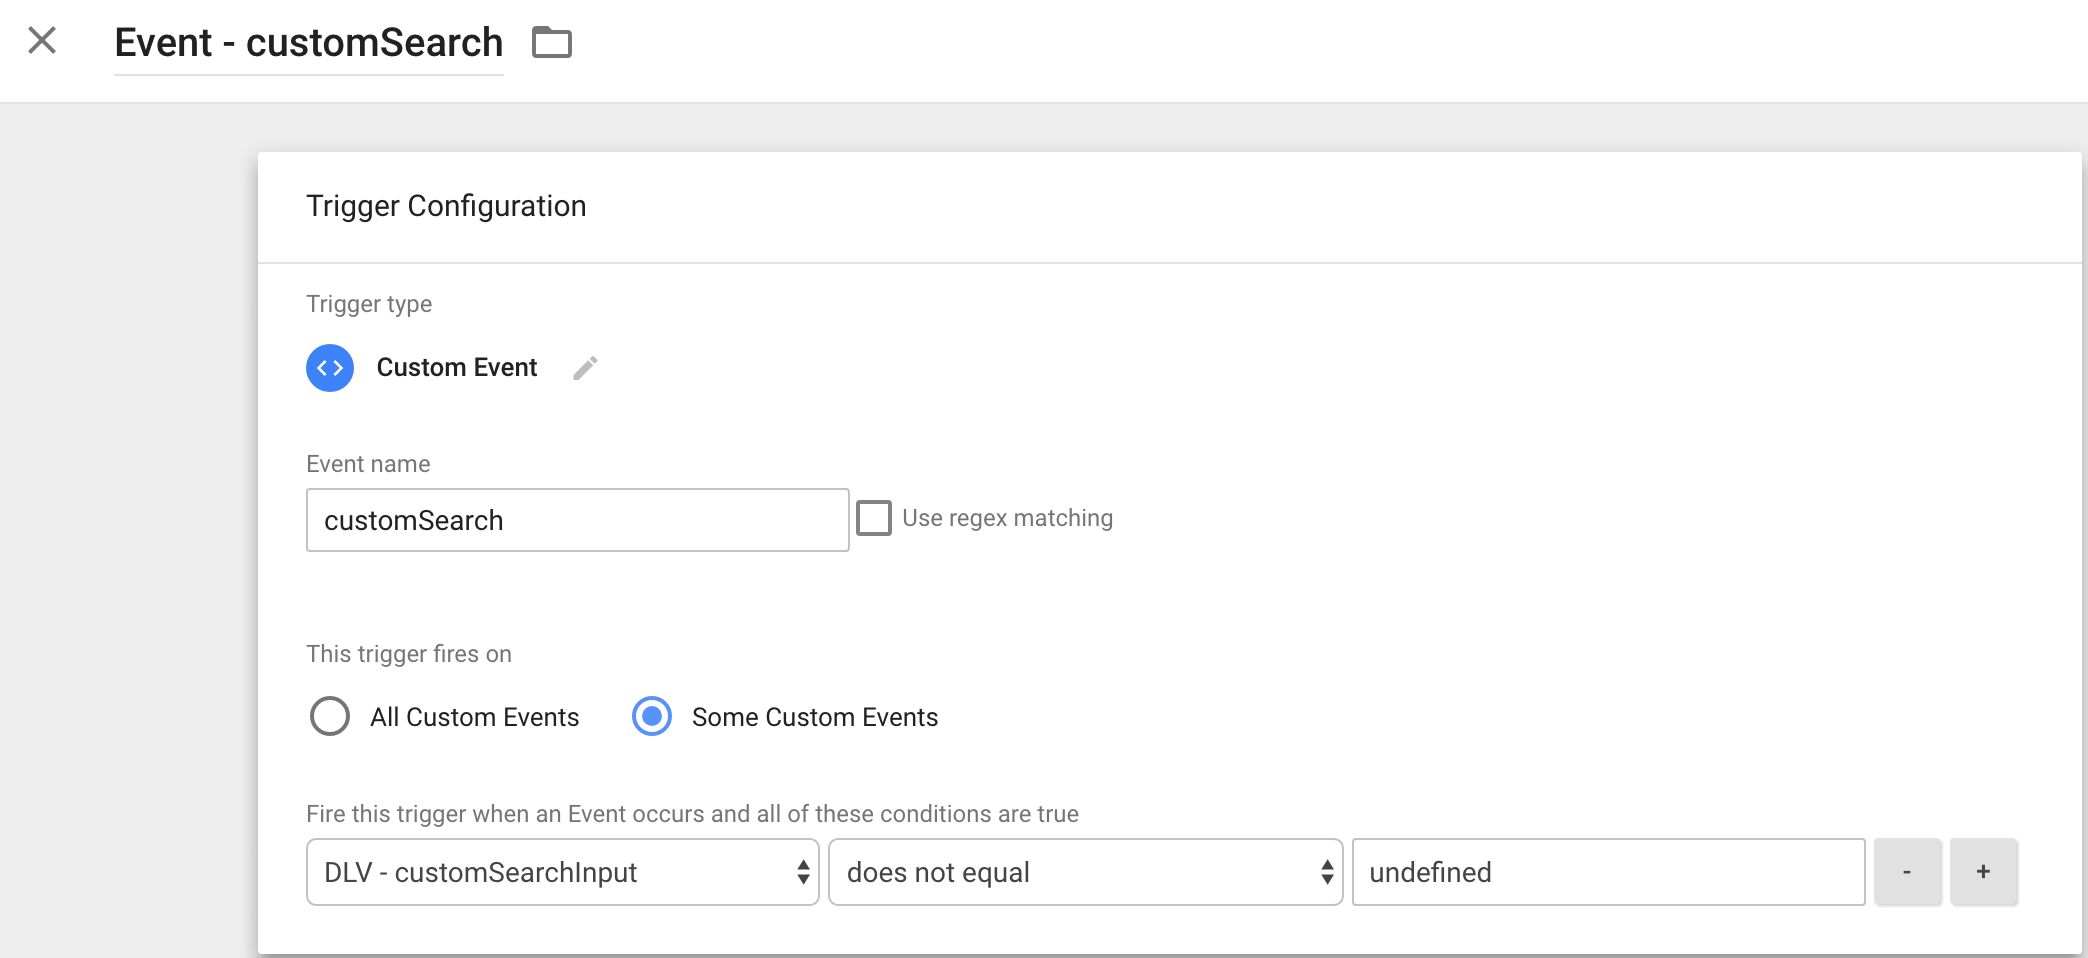 Event - customSearch
Trigger Configuration
Trigger type
Custom Event
Event name
customSearch
Use regex matching
This trigger fires on
All Custom Events
Some Custom Events
Fire this trigger when an Event occurs and all of these conditions are true
DLV - customSearchInput
does not equal
undefined
-
+